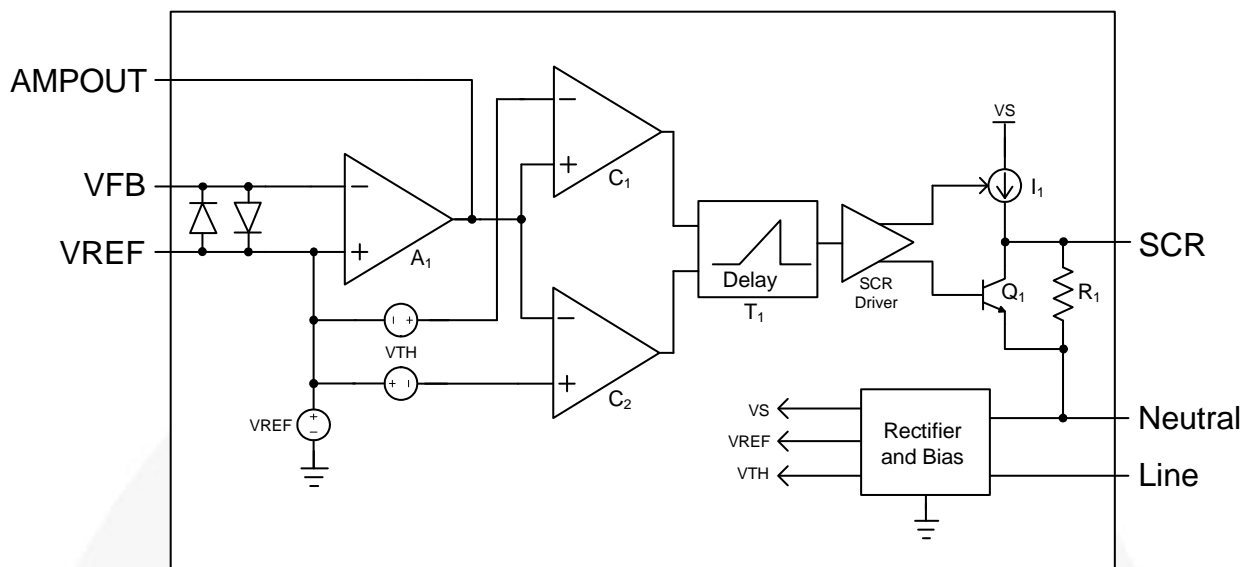 AMPOUT
VFB
VREF
−
+
A₁
−
+
C₁
−
+
C₂
− +
VTH
+ −
VREF
+
−
Delay
T₁
SCR
Driver
VS
I₁
Q₁
R₁
SCR
VS
VREF
VTH
Rectifier
and Bias
Neutral
Line